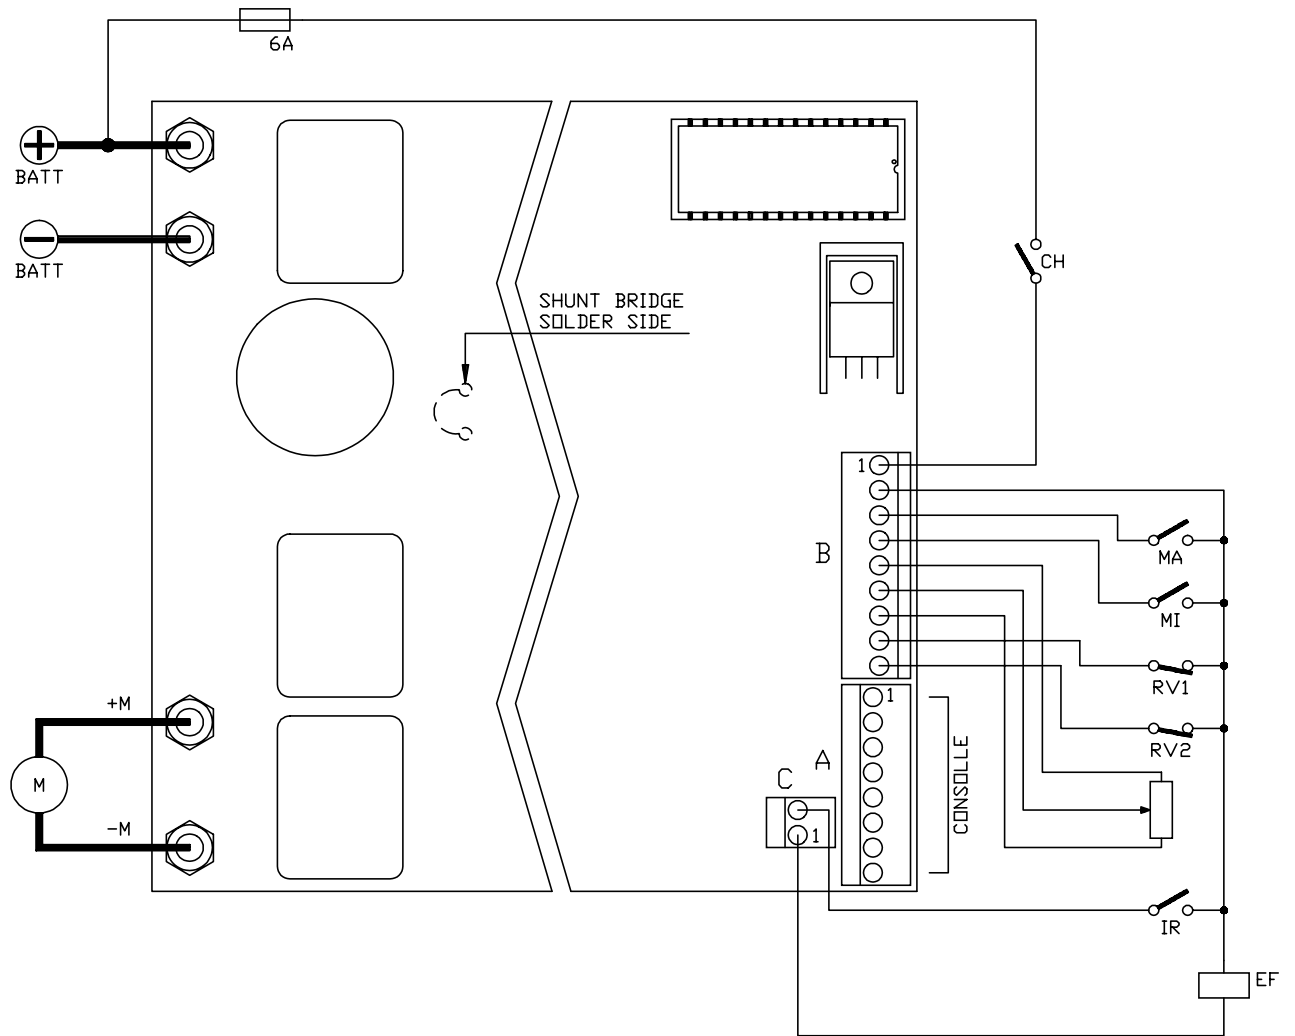 6A
BATT
BATT
CH
SHUNT BRIDGE
SOLDER SIDE
1
B
MA
MI
RV1
RV2
+M
M
-M
1
A
C
1
CONSOLLE
IR
EF